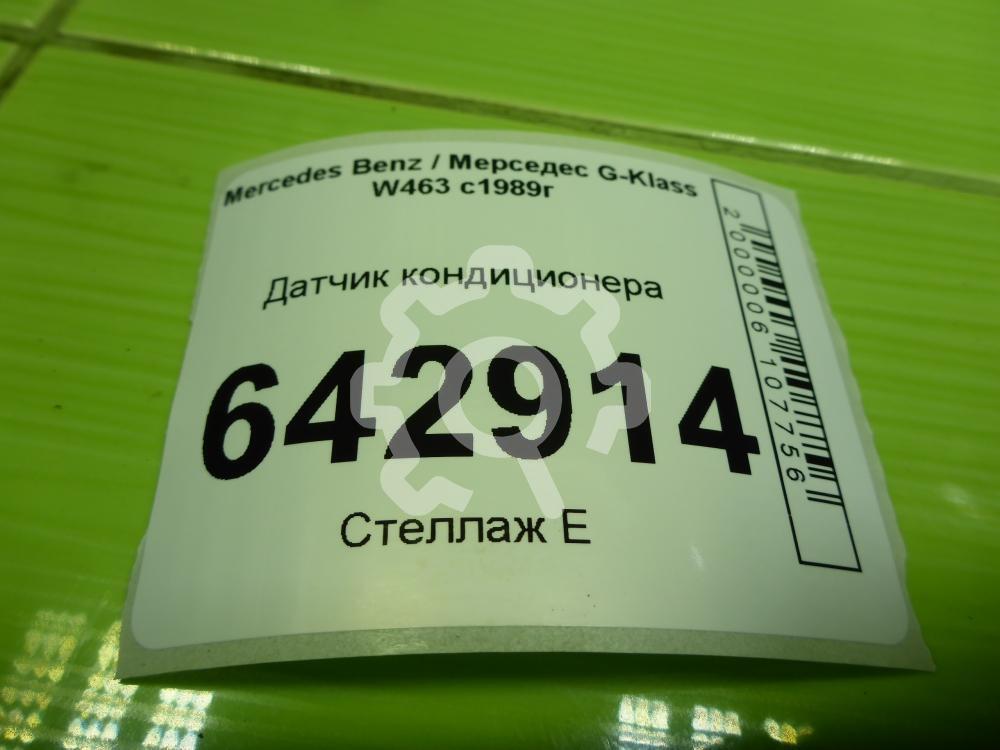 Mercedes Benz / Мерседес G-Klass
W463 с1989г
Датчик кондиционера
642914
Стеллаж Е
2000006107756